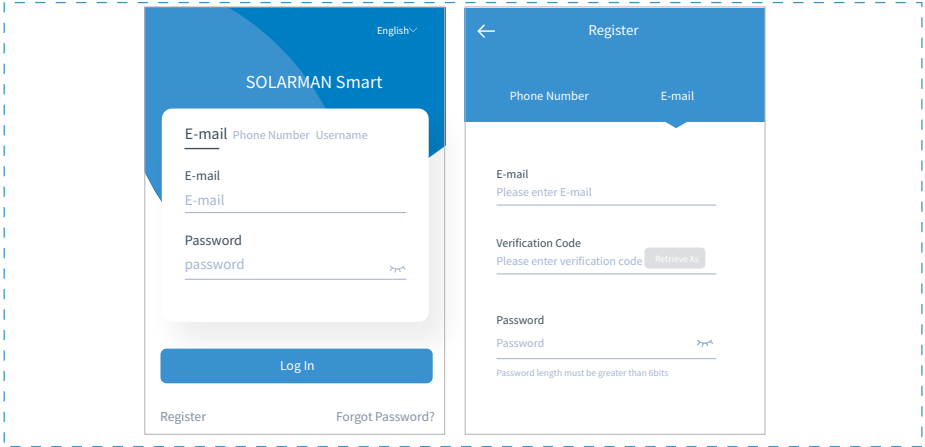 English
SOLARMAN Smart
E-mail Phone Number Username
E-mail
E-mail
Password
password
Log In
Register Forgot Password?
Register
Phone Number E-mail
E-mail
Please enter E-mail
Verification Code
Please enter verification code Retrieve Xs
Password
Password
Password length must be greater than 6bits